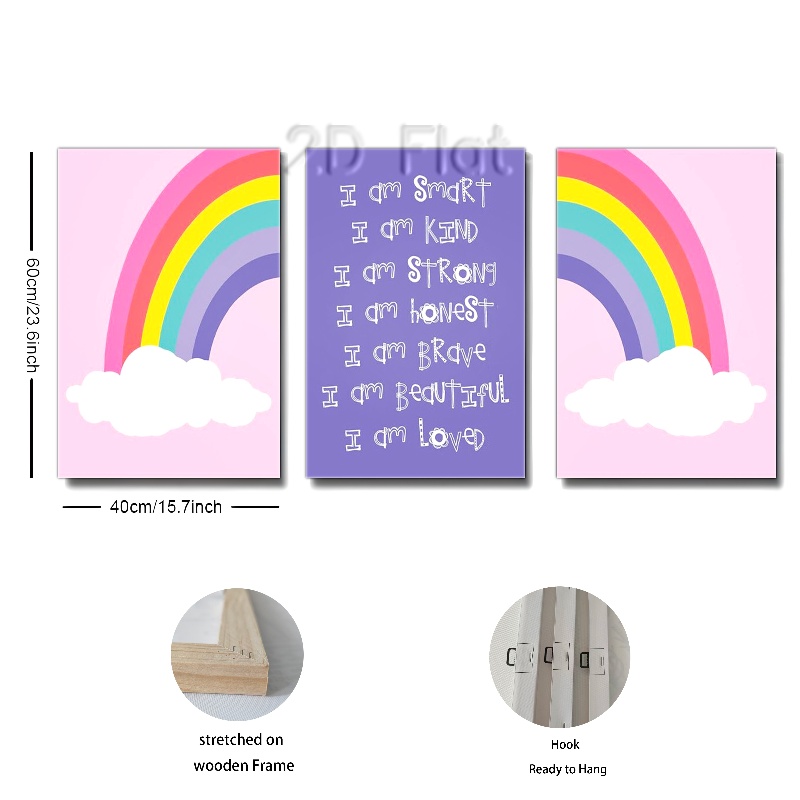 2D Flat
I am SmaRT
I am KIND
I am STRONg
I am hONeST
I am BRave
I am BeauTIfuL
I am LOveD
60cm/23.6inch
40cm/15.7inch
stretched on
wooden Frame
Hook
Ready to Hang